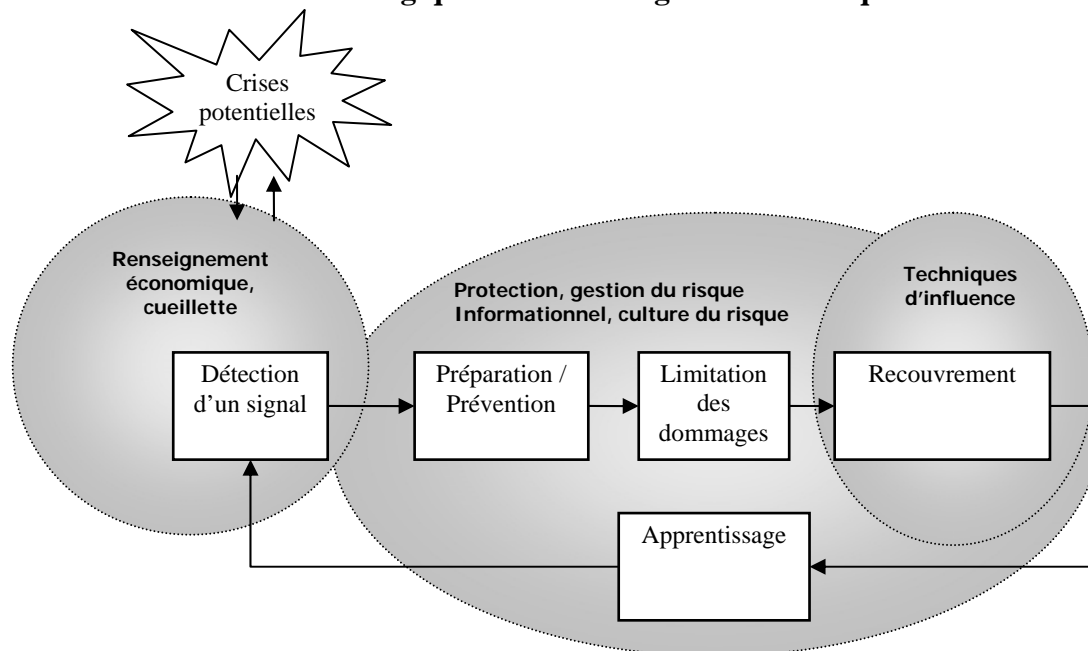 Crises
potentielles
Renseignement
économique,
cueillette
Protection, gestion du risque
Informationnel, culture du risque
Techniques
d'influence
Détection
d'un signal
Préparation /
Prévention
Limitation
des
dommages
Recouvrement
Apprentissage